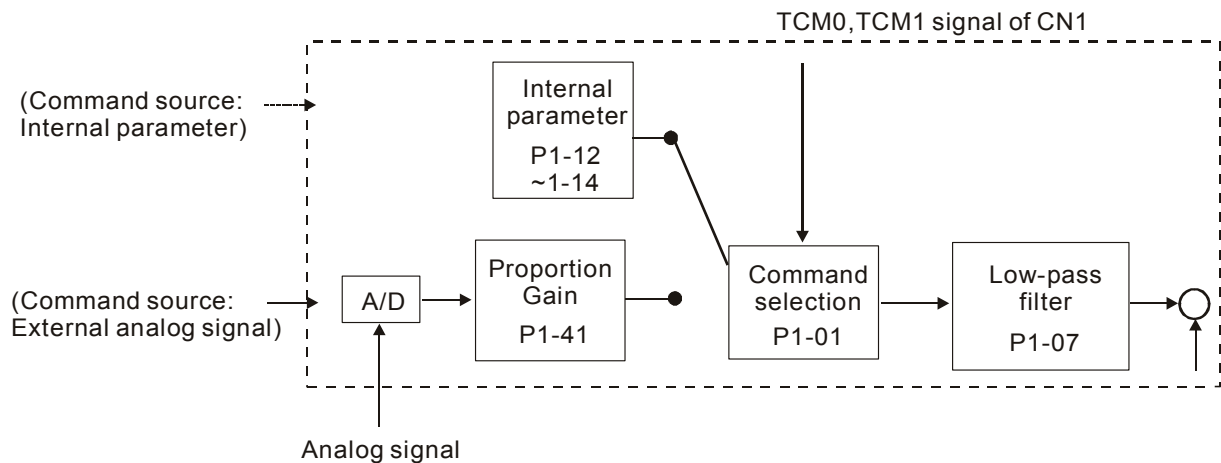 TCM0,TCM1 signal of CN1
(Command source:
Internal parameter)
Internal
parameter
P1-12
~1-14
(Command source:
External analog signal)
A/D
Proportion
Gain
P1-41
Command
selection
P1-01
Low-pass
filter
P1-07
Analog signal